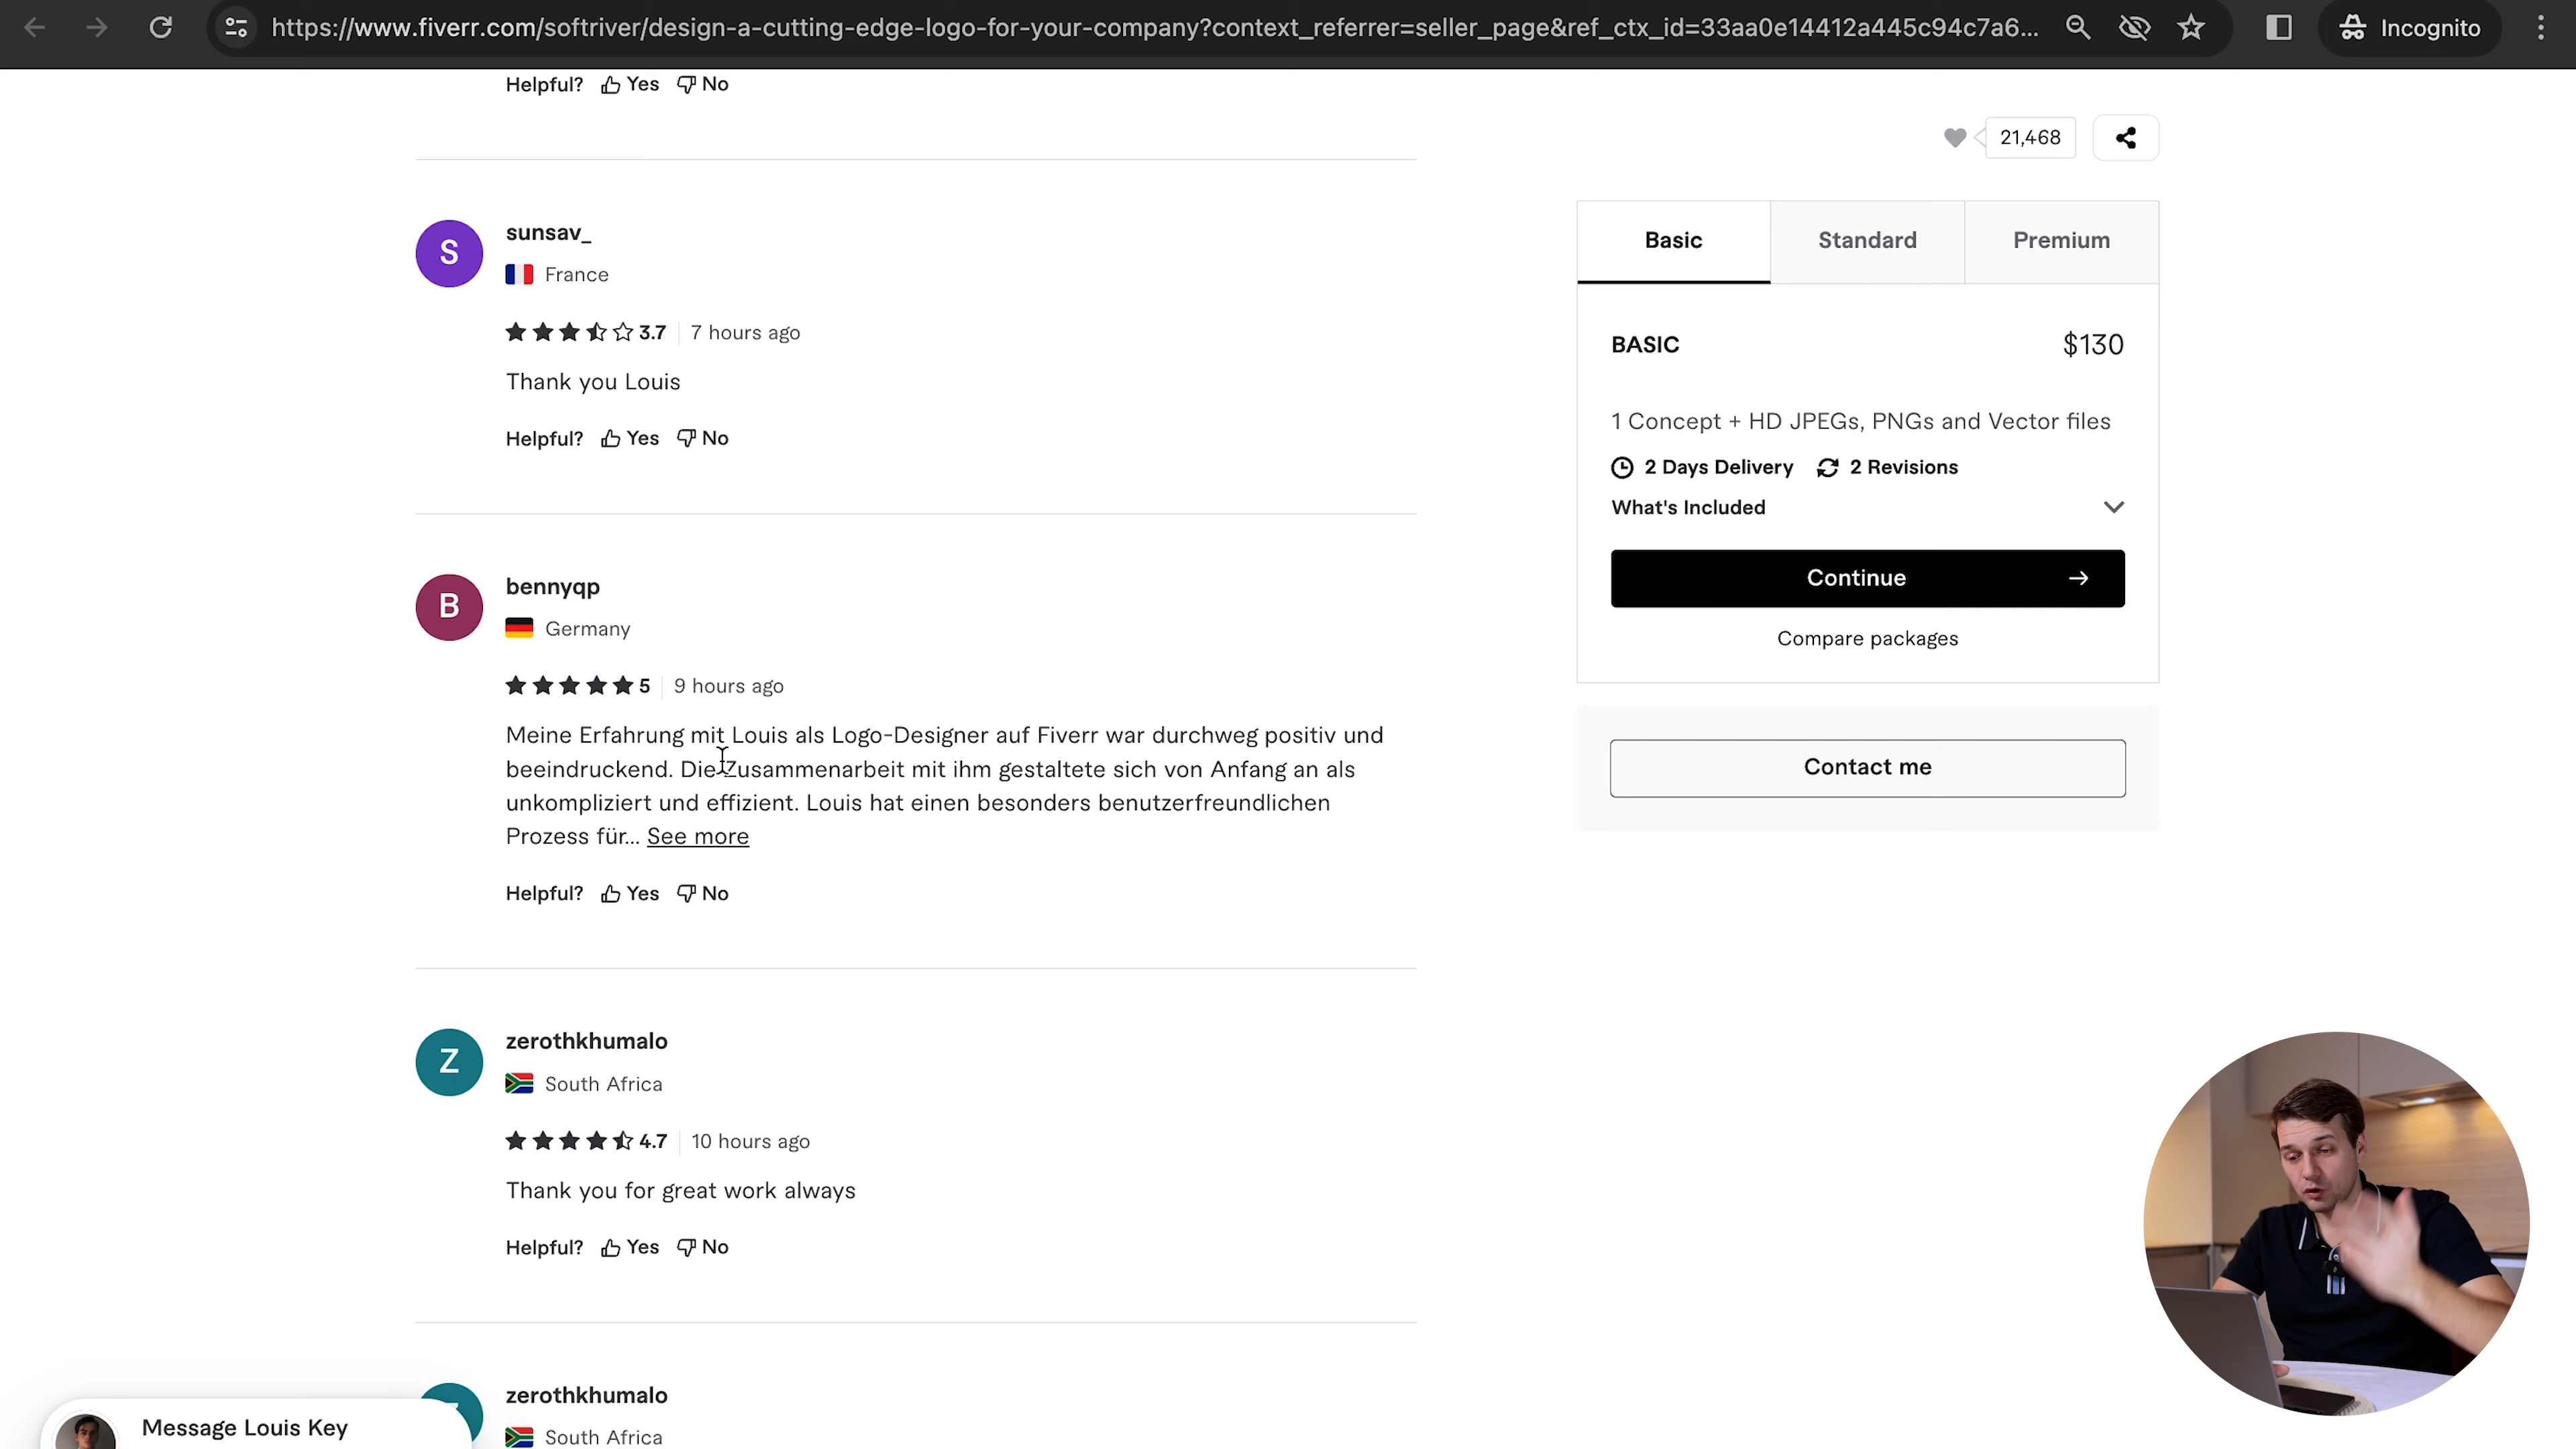 https://www.fiverr.com/softriver/design-a-cutting-edge-logo-for-your-company?context_referrer=seller_page&ref_ctx_id=33aa0e14412a445c94c7a6...
Incognito
Helpful? Yes No
21,468
sunsav_
France
3.7 7 hours ago
Thank you Louis
Helpful? Yes No
bennyqp
Germany
5 9 hours ago
Meine Erfahrung mit Louis als Logo-Designer auf Fiverr war durchweg positiv und
beeindruckend. Die Zusammenarbeit mit ihm gestaltete sich von Anfang an als
unkompliziert und effizient. Louis hat einen besonders benutzerfreundlichen
Prozess für... See more
Helpful? Yes No
zerothkhumalo
South Africa
4.7 10 hours ago
Thank you for great work always
Helpful? Yes No
zerothkhumalo
South Africa
Basic Standard Premium
BASIC $130
1 Concept + HD JPEGs, PNGs and Vector files
2 Days Delivery 2 Revisions
What's Included
Continue
Compare packages
Contact me
Message Louis Key
S
B
Z